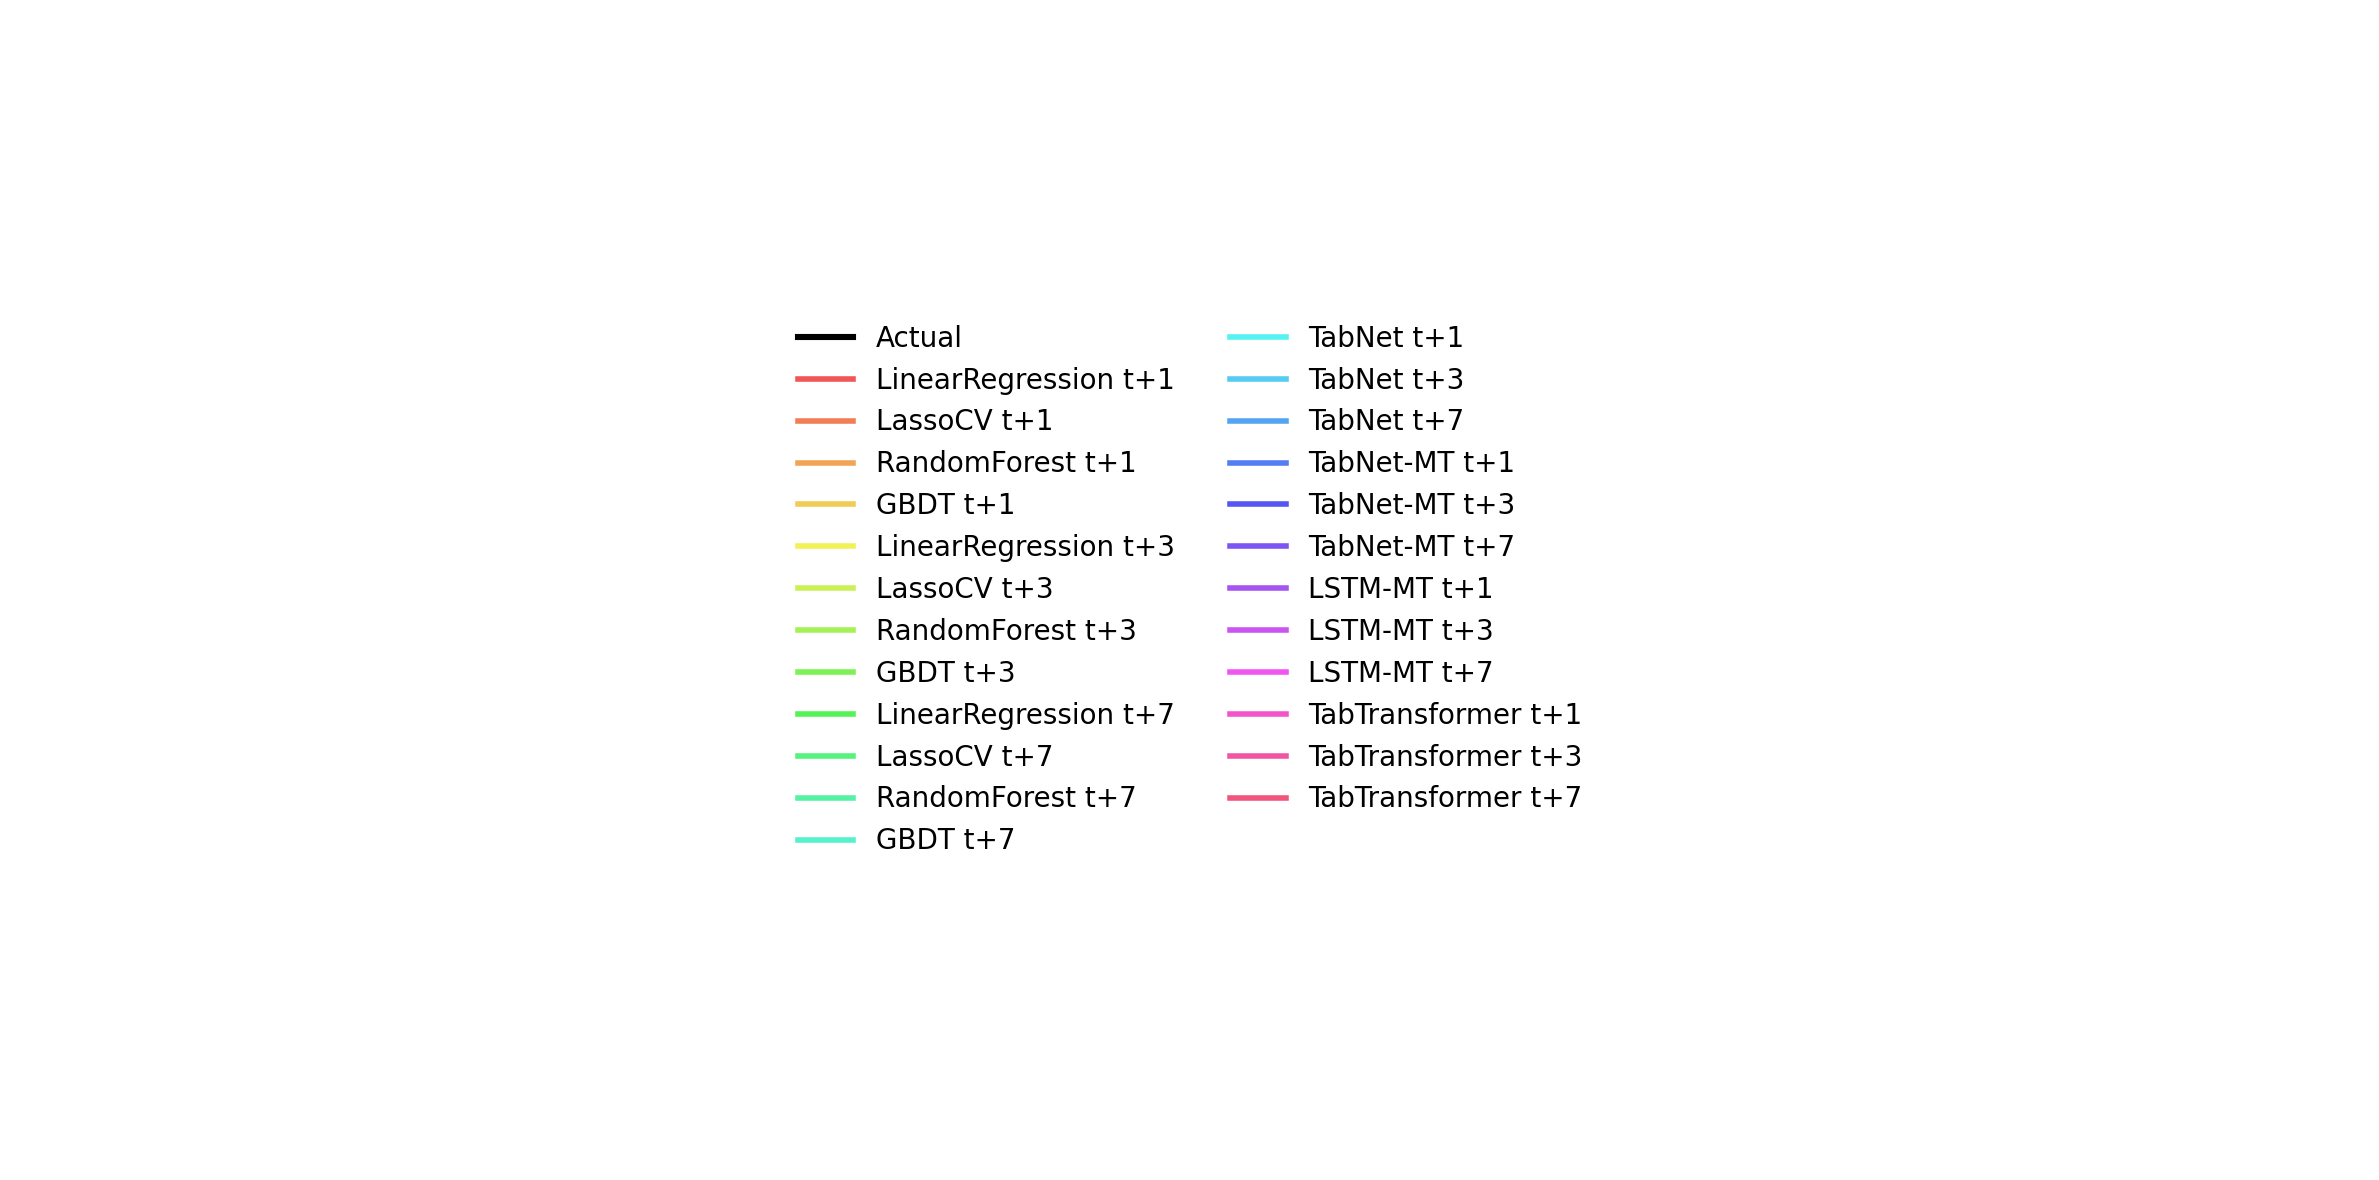 Actual
LinearRegression t+1
LassoCV t+1
RandomForest t+1
GBDT t+1
LinearRegression t+3
LassoCV t+3
RandomForest t+3
GBDT t+3
LinearRegression t+7
LassoCV t+7
RandomForest t+7
GBDT t+7
TabNet t+1
TabNet t+3
TabNet t+7
TabNet-MT t+1
TabNet-MT t+3
TabNet-MT t+7
LSTM-MT t+1
LSTM-MT t+3
LSTM-MT t+7
TabTransformer t+1
TabTransformer t+3
TabTransformer t+7